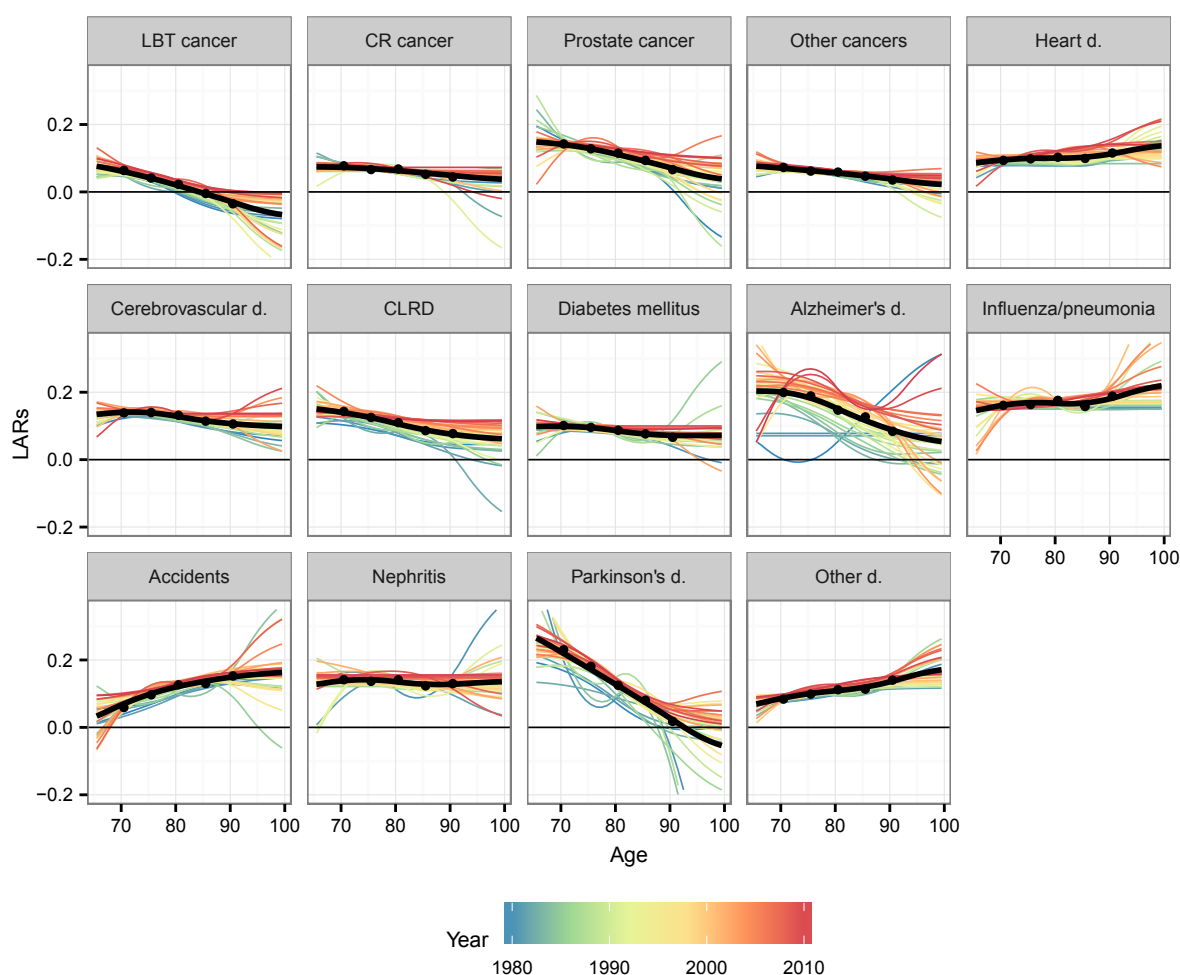 LBT cancer CR cancer Prostate cancer Other cancers Heart d.
0.2
0.0
−0.2
Cerebrovascular d. CLRD Diabetes mellitus Alzheimer's d. Influenza/pneumonia
0.2
0.0
−0.2
LARs
70 80 90 100
Accidents Nephritis Parkinson's d. Other d.
0.2
0.0
−0.2
70 80 90 100 70 80 90 100 70 80 90 100 70 80 90 100
Age
Year
1980 1990 2000 2010